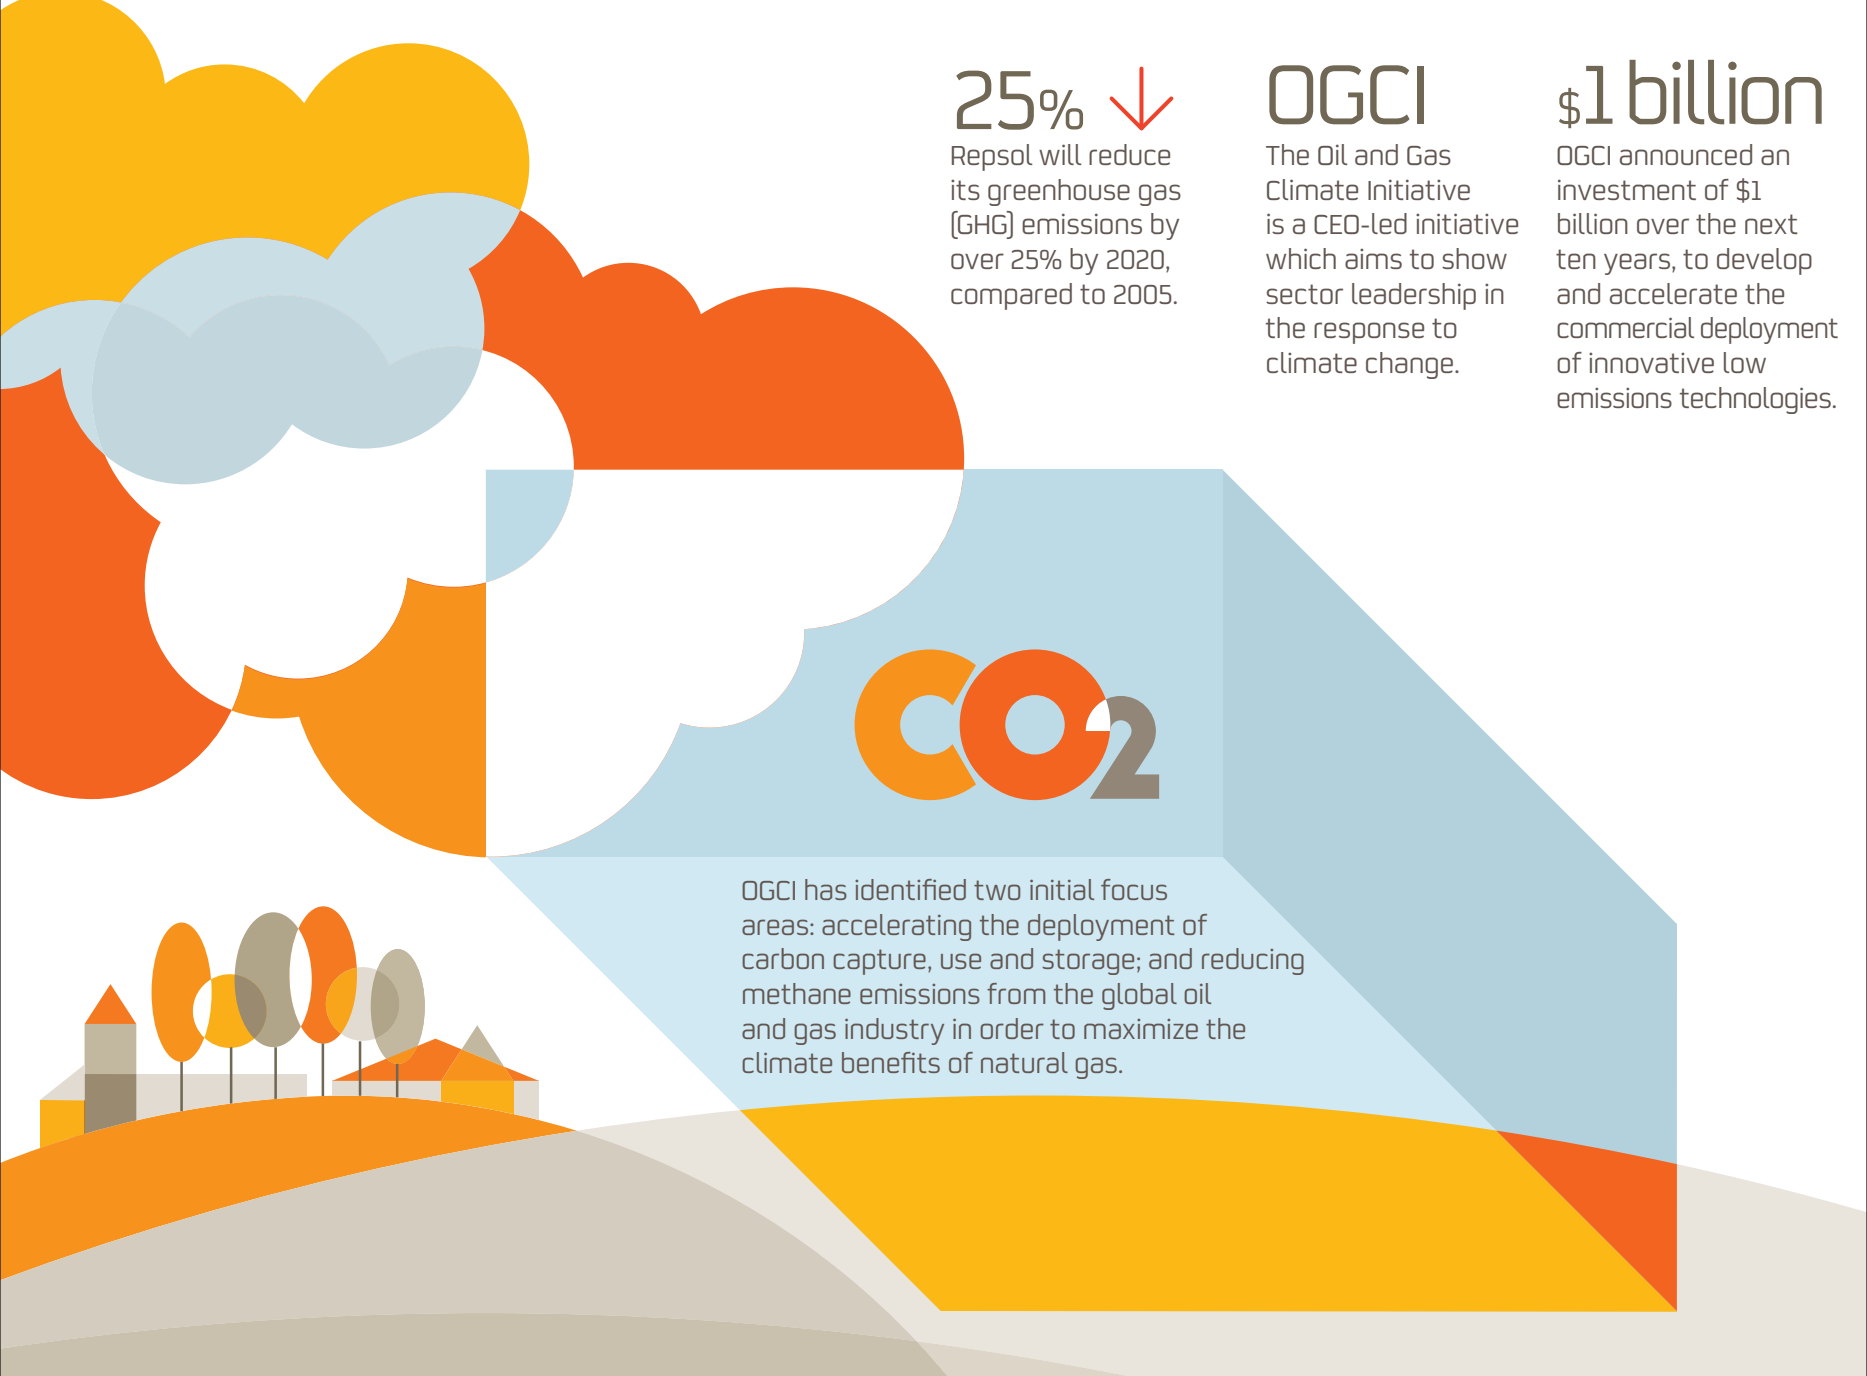 25%
Repsol will reduce
its greenhouse gas
(GHG) emissions by
over 25% by 2020,
compared to 2005.
OGCI
The Oil and Gas
Climate Initiative
is a CEO-led initiative
which aims to show
sector leadership in
the response to
climate change.
$1 billion
OGCI announced an
investment of $1
billion over the next
ten years, to develop
and accelerate the
commercial deployment
of innovative low
emissions technologies.
CO2
OGCI has identified two initial focus
areas: accelerating the deployment of
carbon capture, use and storage; and reducing
methane emissions from the global oil
and gas industry in order to maximize the
climate benefits of natural gas.